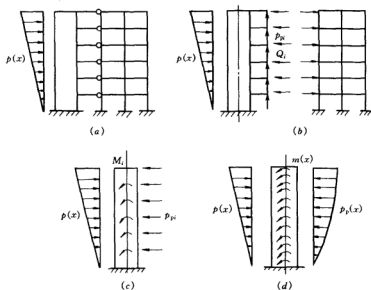 p(x)
(a)
p(x)
p_{pi}
Q_i
(b)
M_i
p(x)
p_{pi}
(c)
m(x)
p(x)
p_p(x)
(d)